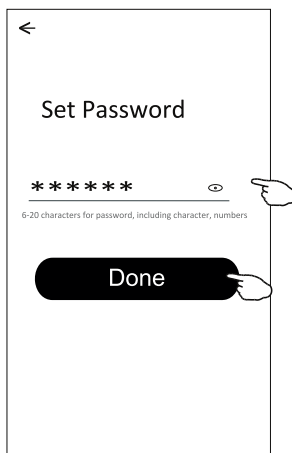 Set Password
******
6-20 characters for password, including character, numbers
Done